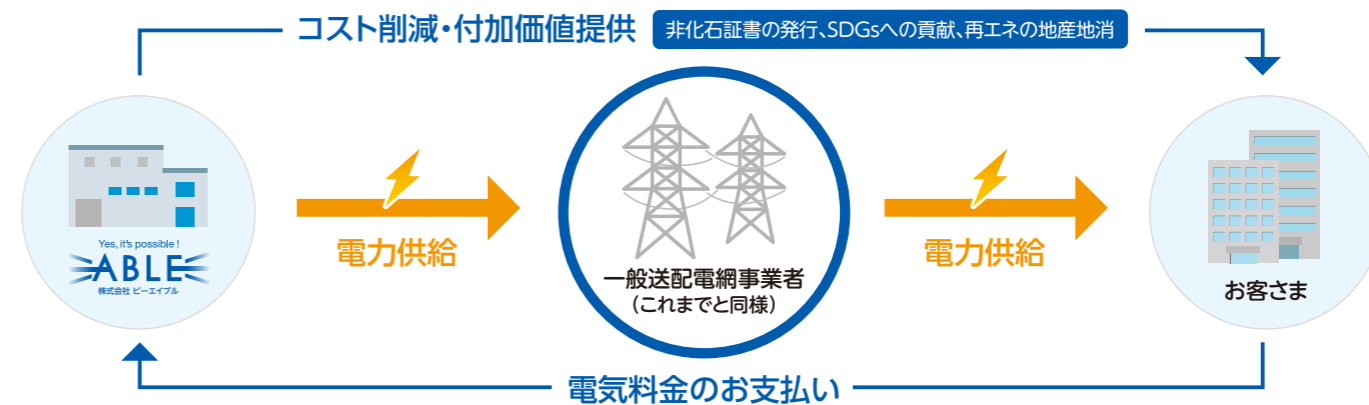 コスト削減・付加価値提供
非化石証書の発行、SDGsへの貢献、再エネの地産地消
Yes, it's possible !
ABLE
株式会社 ビーエイブル
電力供給
一般送配電網事業者
(これまでと同様)
電力供給
お客さま
電気料金のお支払い